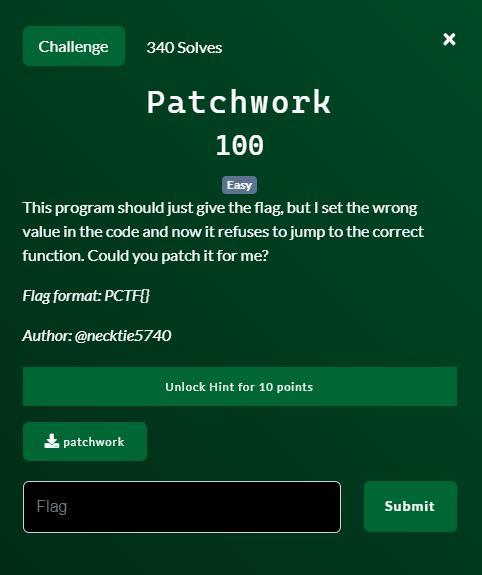 Challenge
340 Solves
×
Patchwork
100
Easy
This program should just give the flag, but I set the wrong
value in the code and now it refuses to jump to the correct
function. Could you patch it for me?
Flag format: PCTF{}
Author: @necktie5740
Unlock Hint for 10 points
patchwork
Flag
Submit